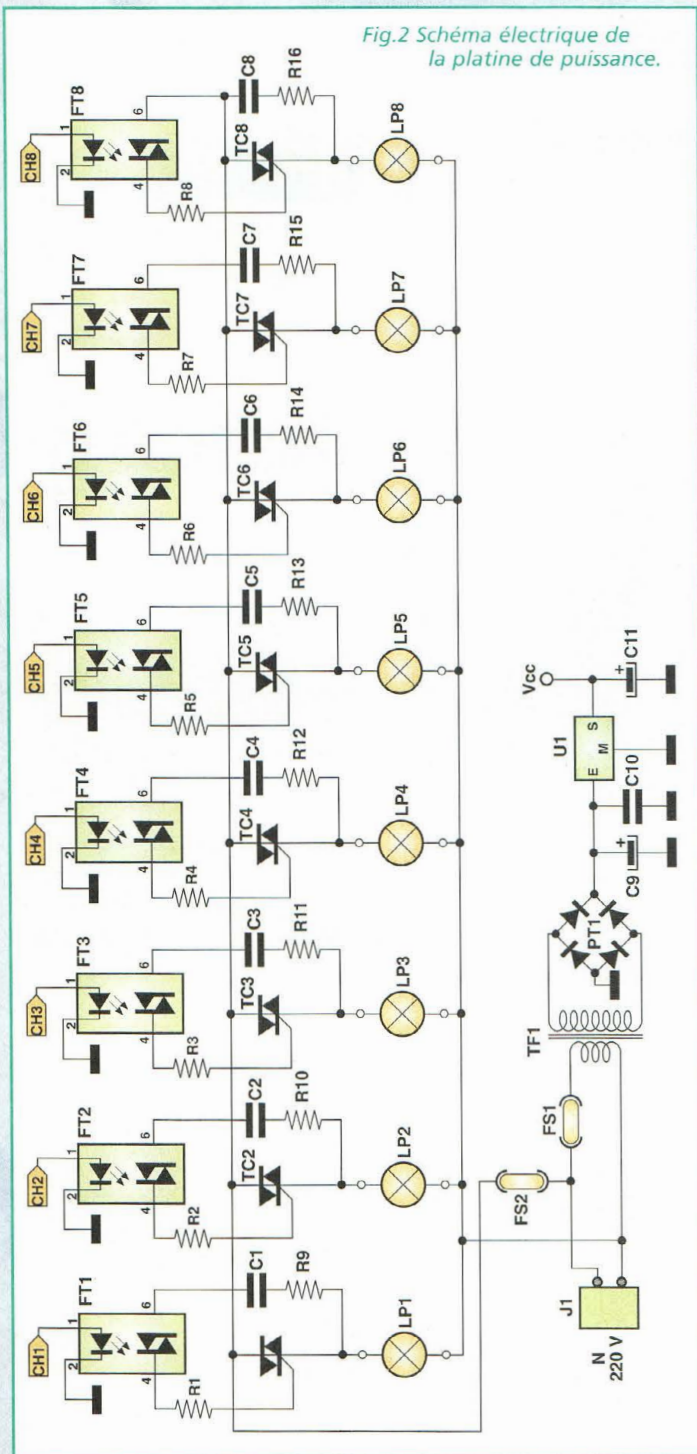 Fig.2 Schéma électrique de
la platine de puissance.
CH1
1
2
FT1
4
6
R1
C1
R9
LP1
CH2
1
2
FT2
4
6
R2
TC2
C2
R10
LP2
CH3
1
2
FT3
4
6
R3
TC3
C3
R11
LP3
CH4
1
2
FT4
4
6
R4
TC4
C4
R12
LP4
CH5
1
2
FT5
4
6
R5
TC5
C5
R13
LP5
CH6
1
2
FT6
4
6
R6
TC6
C6
R14
LP6
CH7
1
2
FT7
4
6
R7
TC7
C7
R15
LP7
CH8
1
2
FT8
4
6
R8
TC8
C8
R16
LP8
J1
N
220 V
FS2
FS1
TF1
PT1
C9
+
C10
U1
E
M
S
Vcc
+
C11